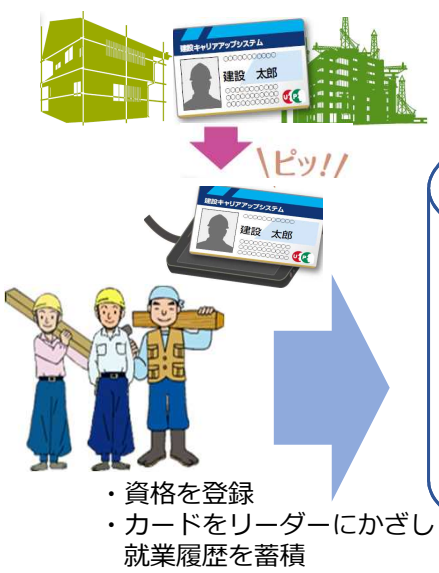 建設キャリアアップシステム
建設 太郎
ピッ!!
建設キャリアアップシステム
建設 太郎
・資格を登録
・カードをリーダーにかざし
就業履歴を蓄積